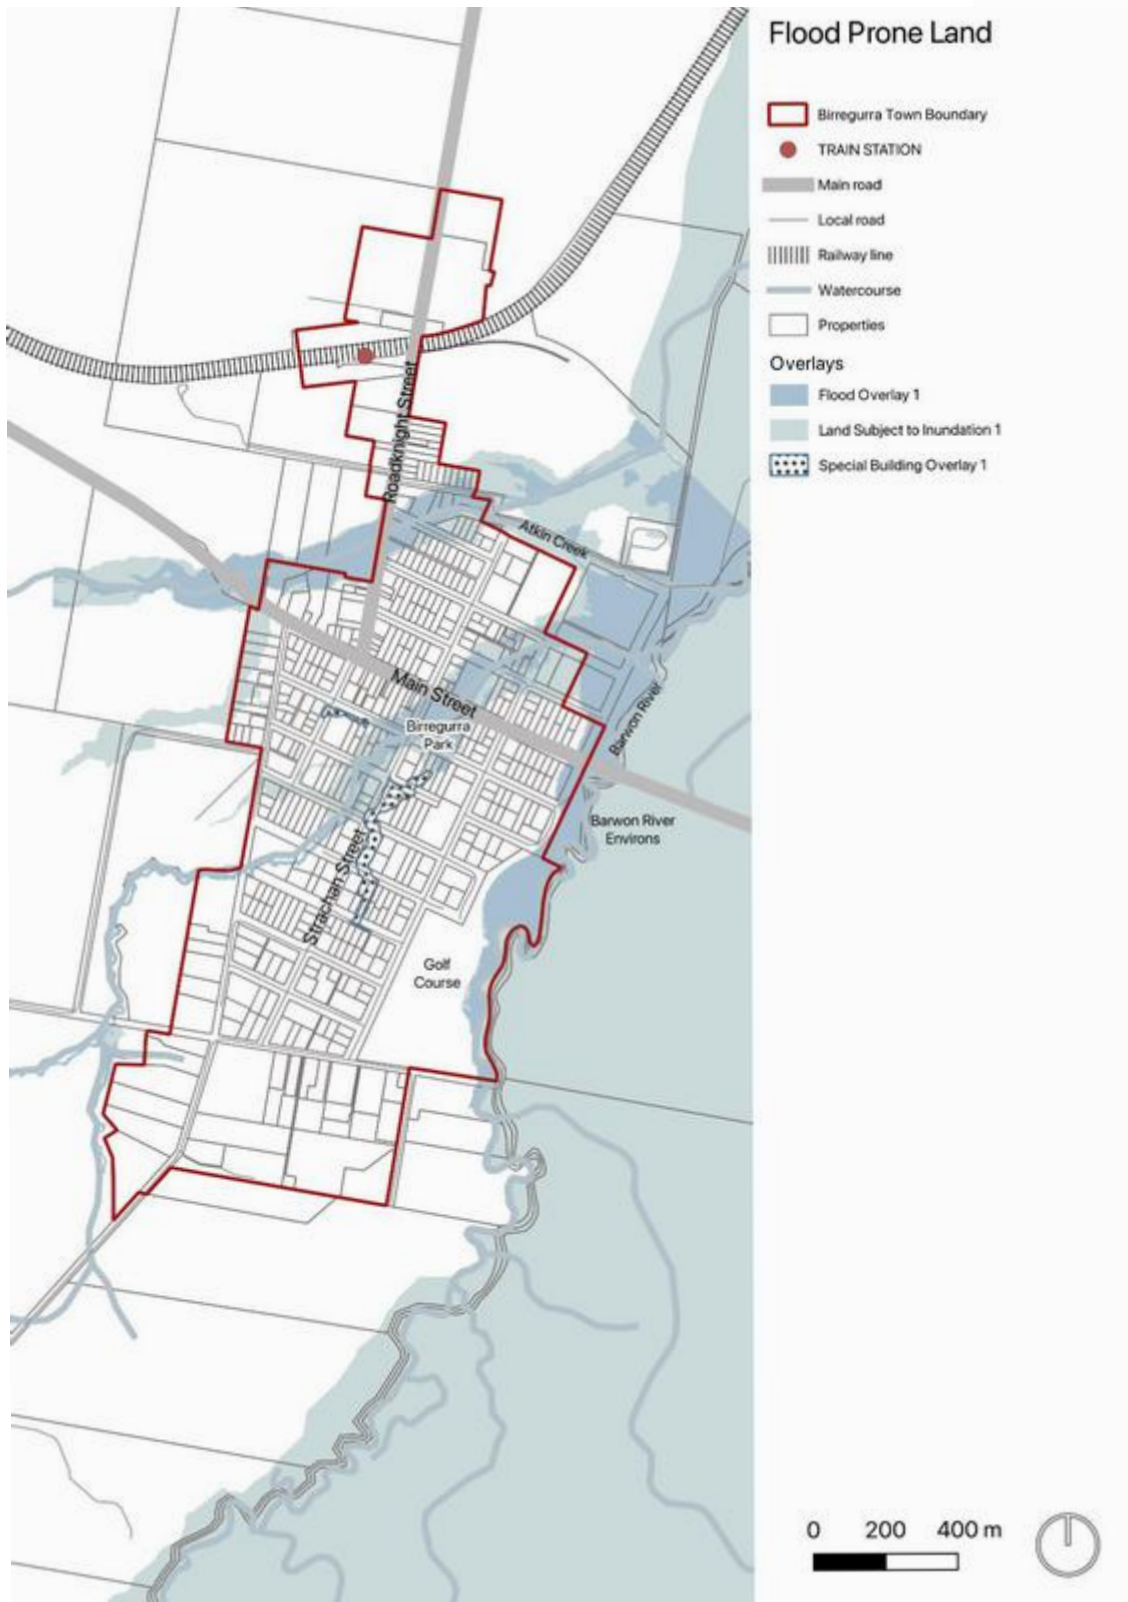 Flood Prone Land
Birregurra Town Boundary
TRAIN STATION
Main road
Local road
Railway line
Watercourse
Properties
Overlays
Flood Overlay 1
Land Subject to Inundation 1
Special Building Overlay 1
Roadknight Street
Atkin Creek
Main Street
Birregurra
Park
Barwon River
Barwon River
Environs
Strachan Street
Golf
Course
0 200 400 m